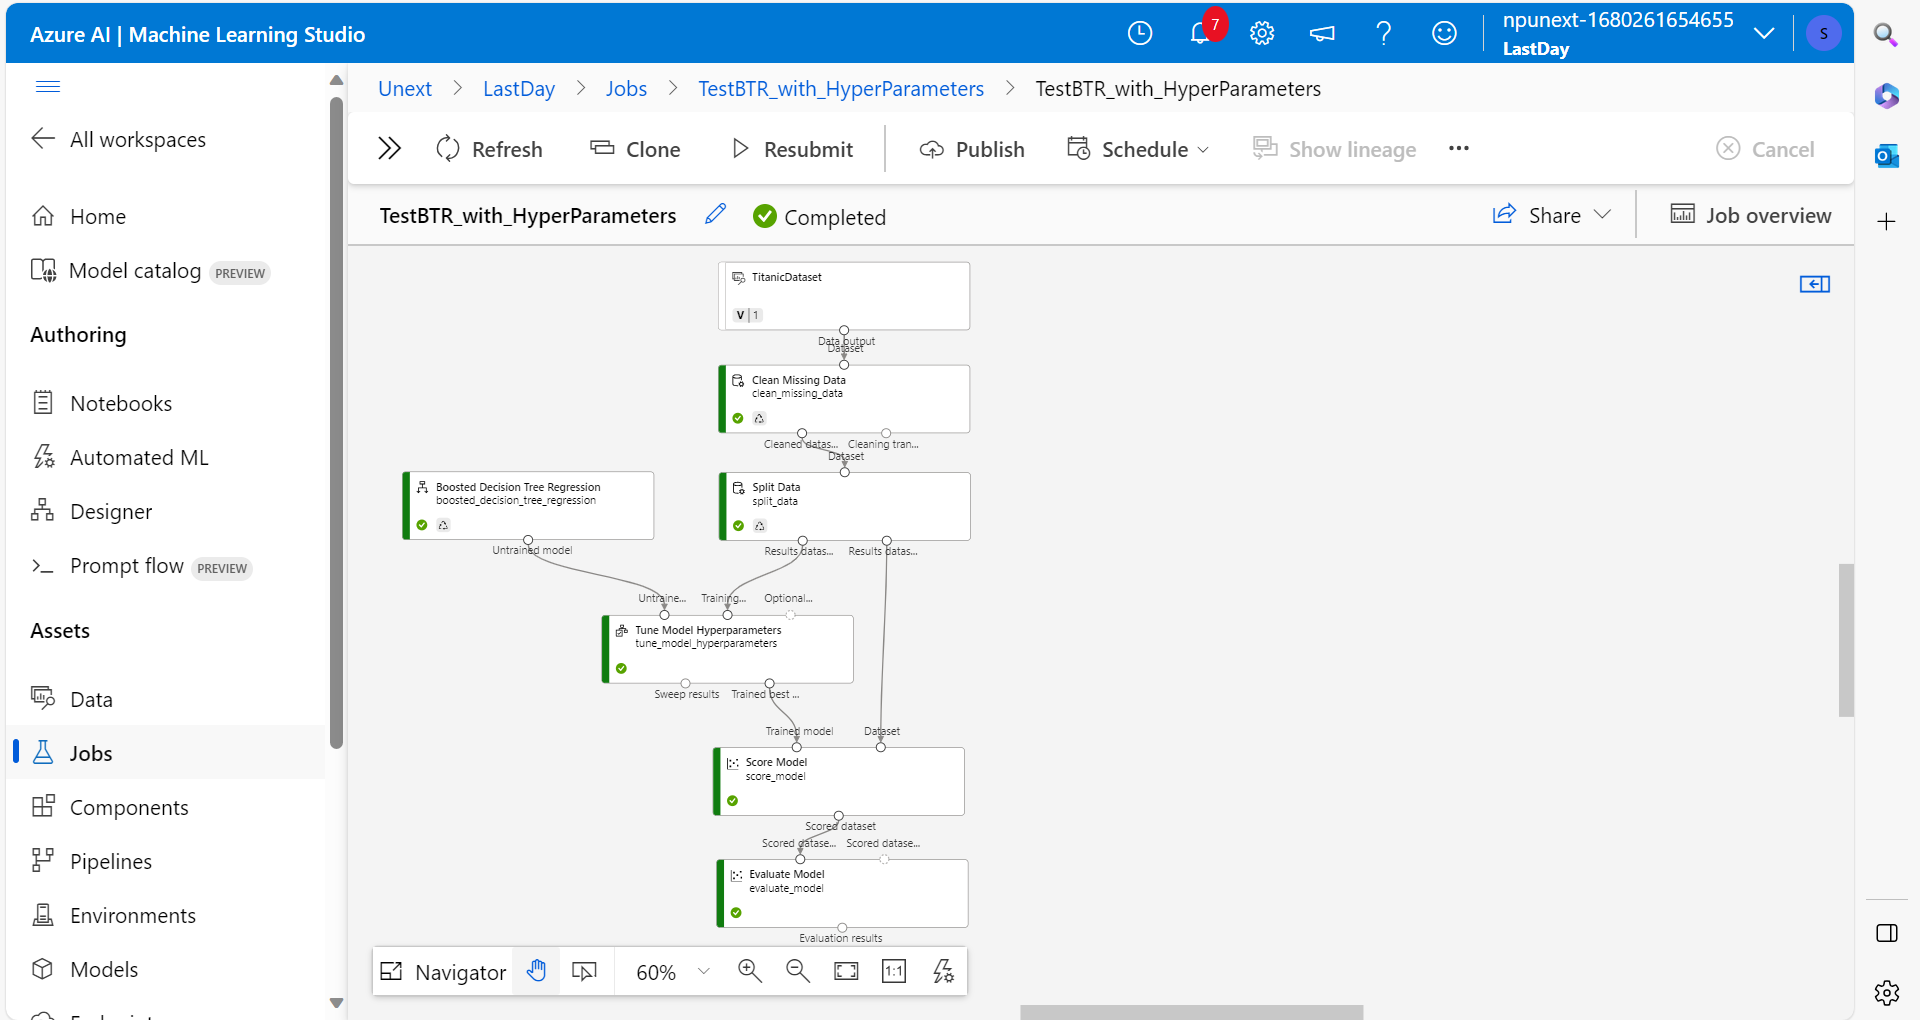 Azure AI | Machine Learning Studio
7
npunext-1680261654655
LastDay
S
All workspaces
Home
Model catalog PREVIEW
Authoring
Notebooks
Automated ML
Designer
Prompt flow PREVIEW
Assets
Data
Jobs
Components
Pipelines
Environments
Models
Unext > LastDay > Jobs > TestBTR_with_HyperParameters > TestBTR_with_HyperParameters
Refresh Clone Resubmit Publish Schedule Show lineage ... Cancel
TestBTR_with_HyperParameters Completed Share Job overview
TitanicDataset
V | 1
Data output
Dataset
Clean Missing Data
clean_missing_data
Cleaned datas... Cleaning tran...
Dataset
Boosted Decision Tree Regression
boosted_decision_tree_regression
Untrained model
Split Data
split_data
Results datas... Results datas...
Untraine... Training... Optional...
Tune Model Hyperparameters
tune_model_hyperparameters
Sweep results Trained best ...
Trained model Dataset
Score Model
score_model
Scored dataset
Scored datase... Scored datase...
Evaluate Model
evaluate_model
Evaluation results
Navigator 60% 1:1